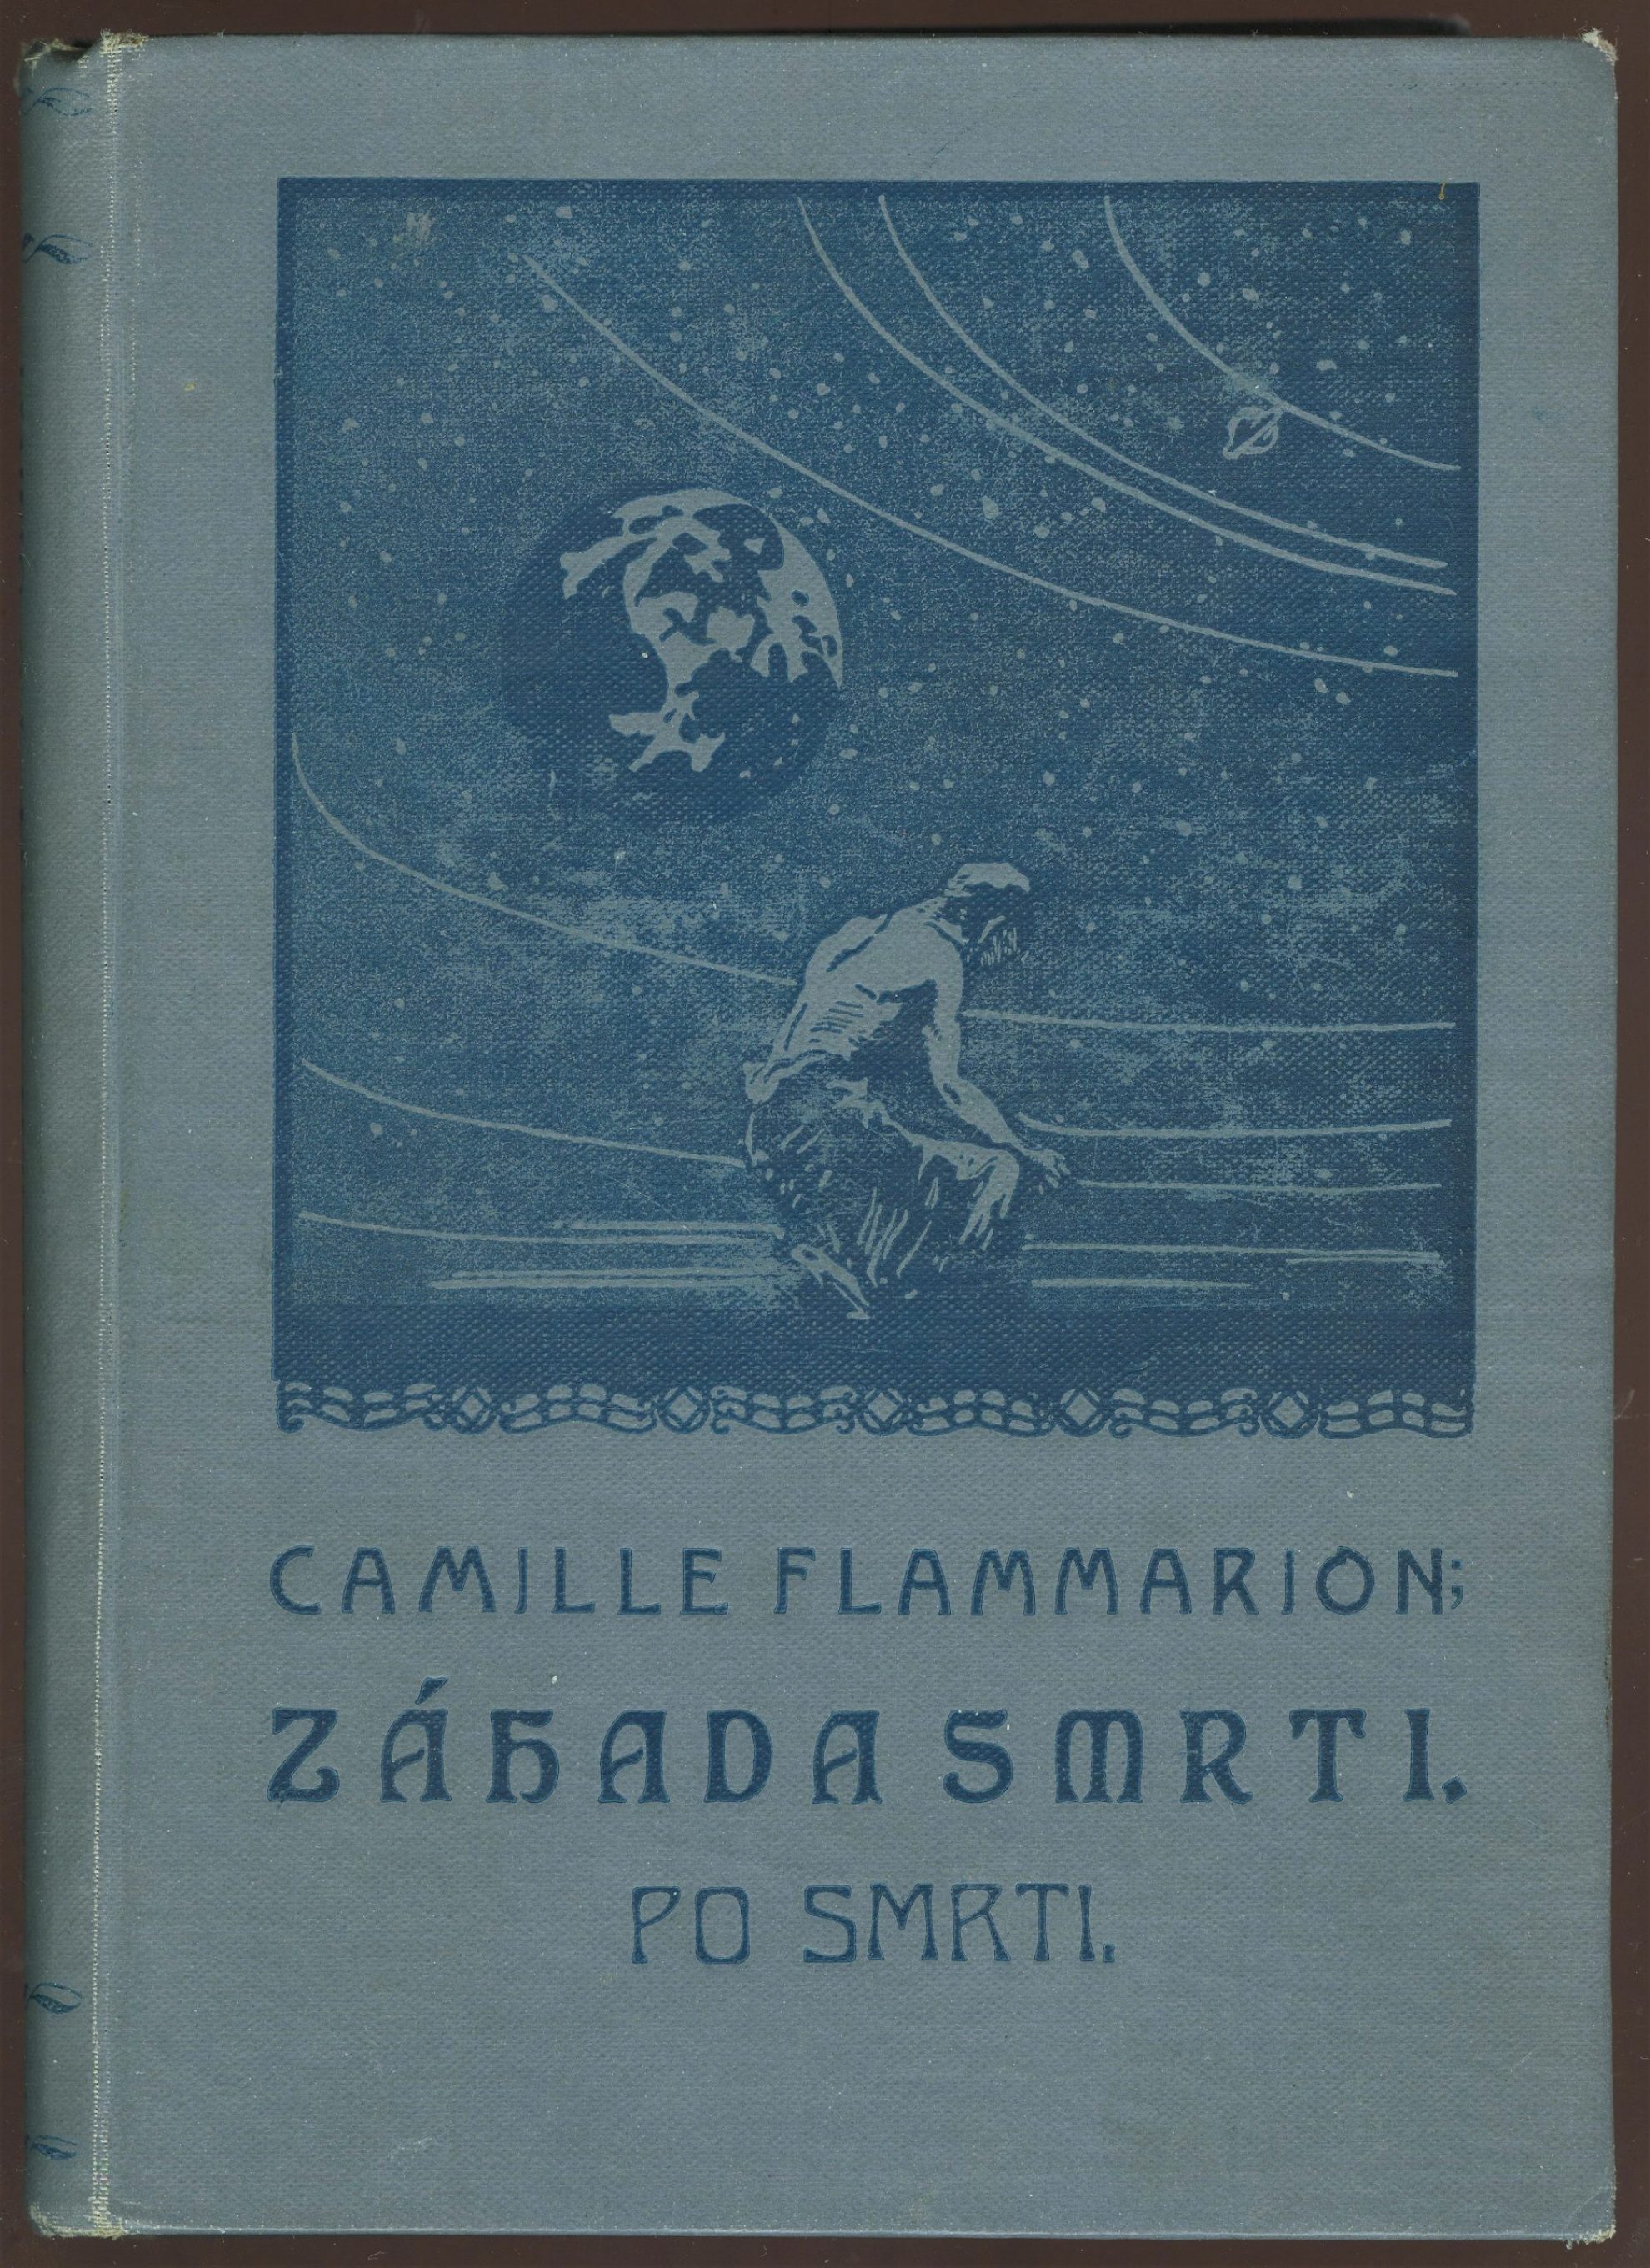 CAMILLE FLAMMARION;
ZÁHADA SMRTI.
PO SMRTI.